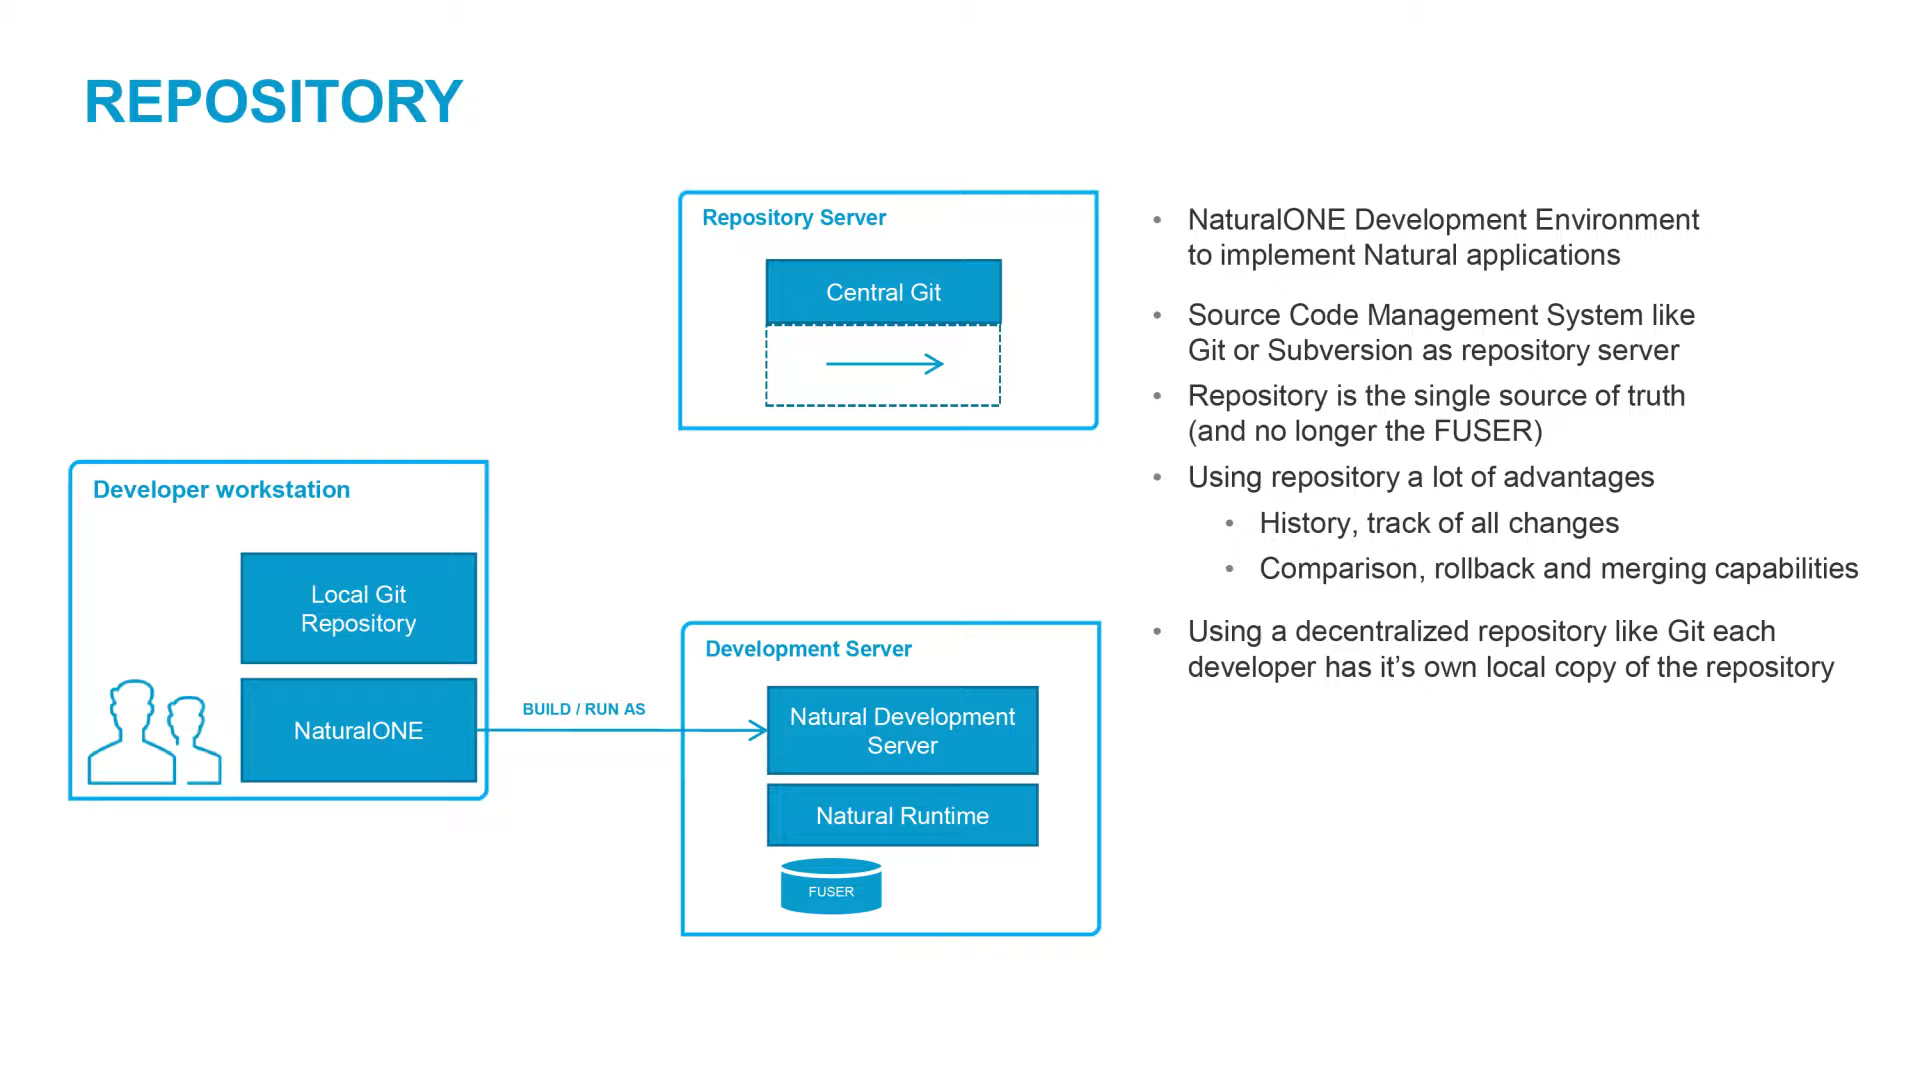 REPOSITORY
Repository Server
Central Git
Developer workstation
Local Git
Repository
NaturalONE
BUILD / RUN AS
Development Server
Natural Development
Server
Natural Runtime
FUSER
• NaturalONE Development Environment
to implement Natural applications
• Source Code Management System like
Git or Subversion as repository server
• Repository is the single source of truth
(and no longer the FUSER)
• Using repository a lot of advantages
• History, track of all changes
• Comparison, rollback and merging capabilities
• Using a decentralized repository like Git each
developer has it’s own local copy of the repository